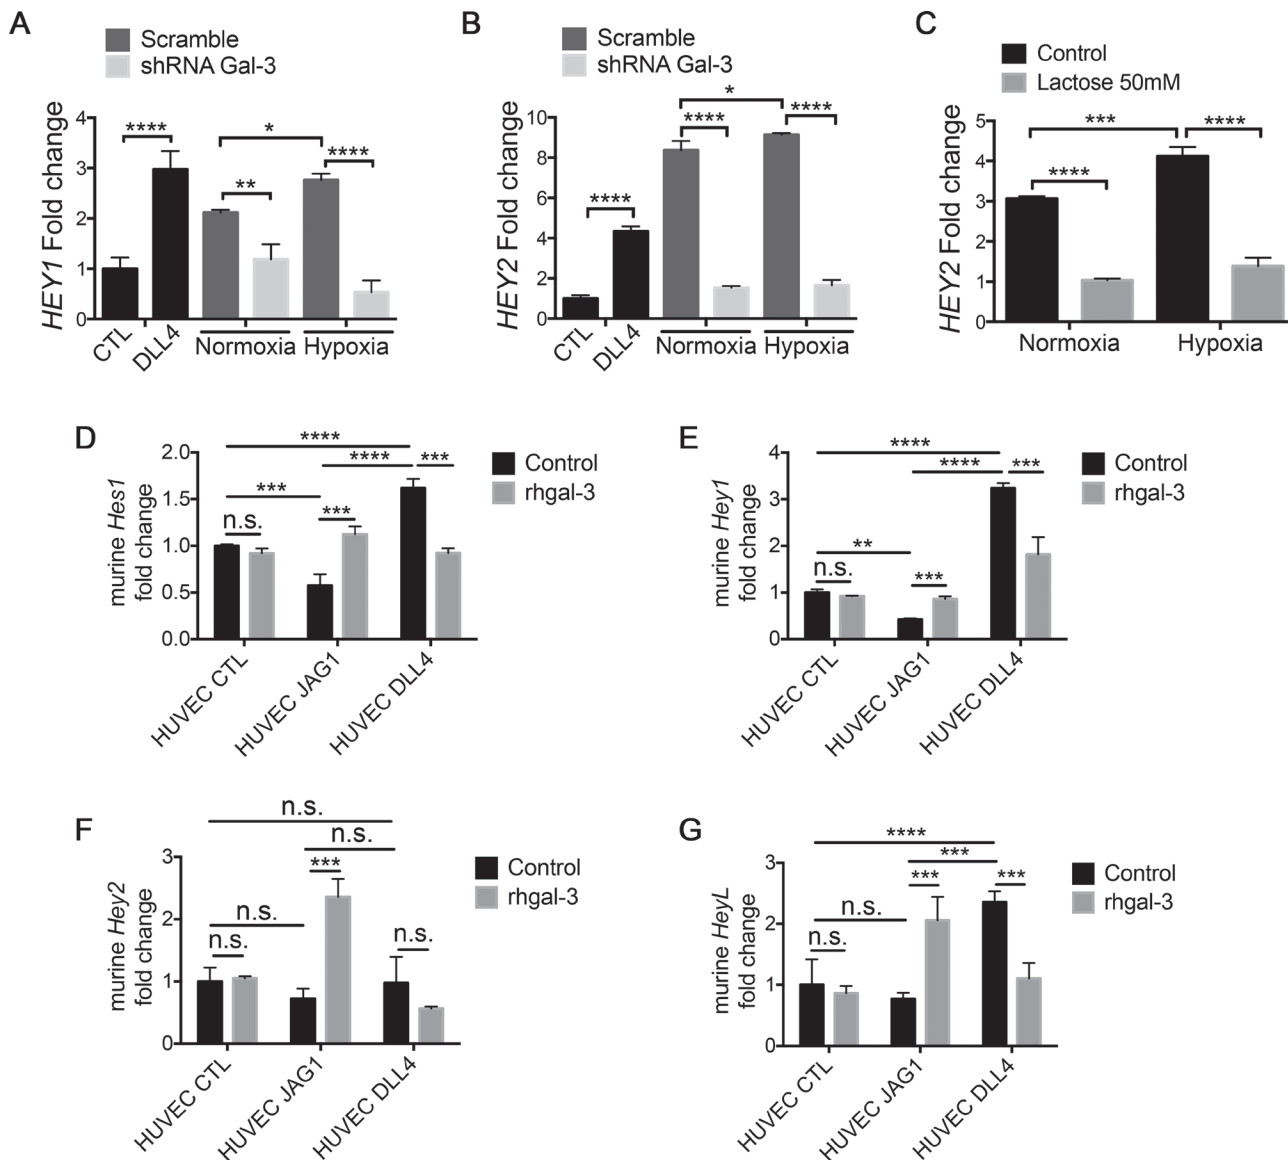 A
Scramble
shRNA Gal-3
HEY1 Fold change
4
3
2
1
0
****
**
*
****
CTL
DLL4
Normoxia
Hypoxia
B
Scramble
shRNA Gal-3
HEY2 Fold change
10
8
6
4
2
0
****
****
*
****
CTL
DLL4
Normoxia
Hypoxia
C
Control
Lactose 50mM
HEY2 Fold change
5
4
3
2
1
0
***
****
****
Normoxia
Hypoxia
D
murine Hes1
fold change
2.0
1.5
1.0
0.5
0.0
****
****
***
***
***
n.s.
Control
rhgal-3
HUVEC CTL
HUVEC JAG1
HUVEC DLL4
E
murine Hey1
fold change
4
3
2
1
0
****
****
***
**
n.s.
***
Control
rhgal-3
HUVEC CTL
HUVEC JAG1
HUVEC DLL4
F
murine Hey2
fold change
3
2
1
0
n.s.
n.s.
***
n.s.
n.s.
n.s.
Control
rhgal-3
HUVEC CTL
HUVEC JAG1
HUVEC DLL4
G
murine HeyL
fold change
3
2
1
0
****
***
***
***
n.s.
n.s.
Control
rhgal-3
HUVEC CTL
HUVEC JAG1
HUVEC DLL4